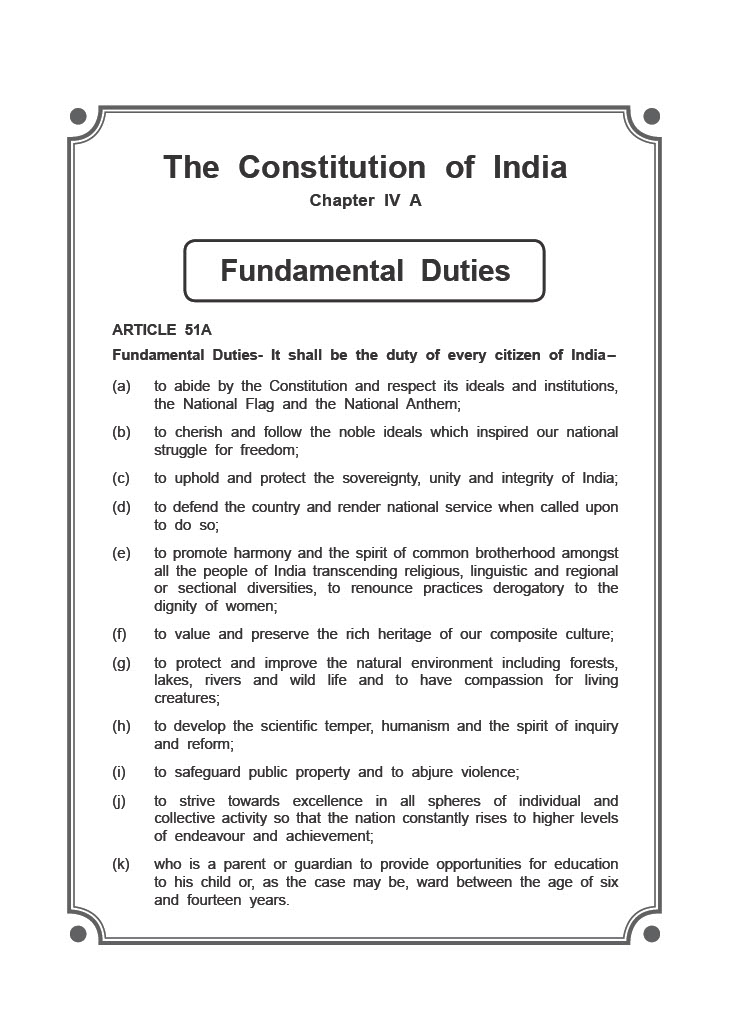 The Constitution of India
Chapter IV A
Fundamental Duties
ARTICLE 51A
Fundamental Duties- It shall be the duty of every citizen of India–
(a) to abide by the Constitution and respect its ideals and institutions,
the National Flag and the National Anthem;
(b) to cherish and follow the noble ideals which inspired our national
struggle for freedom;
(c) to uphold and protect the sovereignty, unity and integrity of India;
(d) to defend the country and render national service when called upon
to do so;
(e) to promote harmony and the spirit of common brotherhood amongst
all the people of India transcending religious, linguistic and regional
or sectional diversities, to renounce practices derogatory to the
dignity of women;
(f) to value and preserve the rich heritage of our composite culture;
(g) to protect and improve the natural environment including forests,
lakes, rivers and wild life and to have compassion for living
creatures;
(h) to develop the scientific temper, humanism and the spirit of inquiry
and reform;
(i) to safeguard public property and to abjure violence;
(j) to strive towards excellence in all spheres of individual and
collective activity so that the nation constantly rises to higher levels
of endeavour and achievement;
(k) who is a parent or guardian to provide opportunities for education
to his child or, as the case may be, ward between the age of six
and fourteen years.